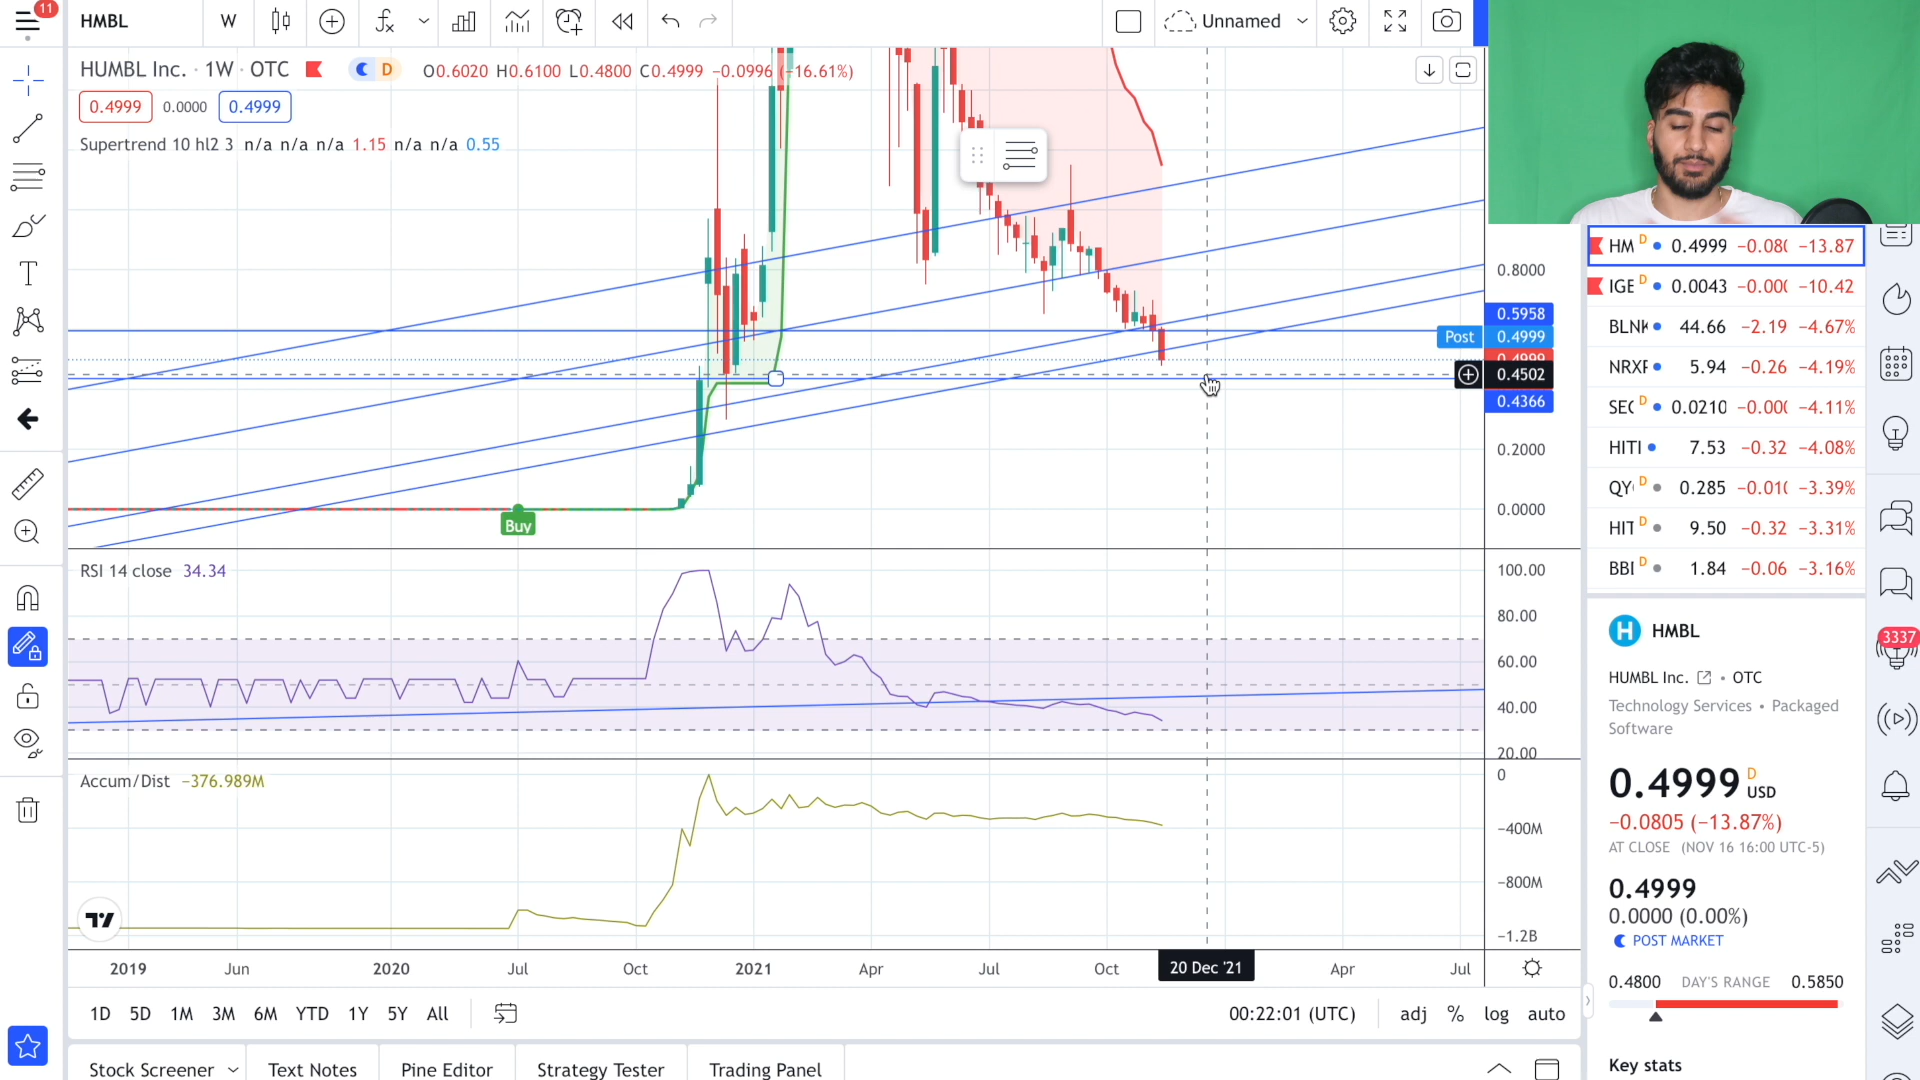 11
HMBL
W
Unnamed
HUMBL Inc. · 1W · OTC
D
O0.6020 H0.6100 L0.4800 C0.4999 −0.0996 (−16.61%)
0.4999 0.0000 0.4999
Supertrend 10 hl2 3 n/a n/a n/a 1.15 n/a n/a 0.55
0.8000
0.5958
Post 0.4999
0.4999
0.4502
0.4366
0.2000
0.0000
Buy
RSI 14 close 34.34
100.00
80.00
60.00
40.00
20.00
Accum/Dist −376.989M
0
−400M
−800M
−1.2B
2019 Jun 2020 Jul Oct 2021 Apr Jul Oct 20 Dec '21 Apr Jul
1D 5D 1M 3M 6M YTD 1Y 5Y All
00:22:01 (UTC) adj % log auto
Stock Screener Text Notes Pine Editor Strategy Tester Trading Panel
HM D 0.4999 −0.080 −13.87
IGE D 0.0043 −0.000 −10.42
BLNK 44.66 −2.19 −4.67%
5.94 −0.26 −4.19%
D 0.0210 −0.000 −4.11%
HITI 7.53 −0.32 −4.08%
D 0.285 −0.010 −3.39%
HIT D 9.50 −0.32 −3.31%
D 1.84 −0.06 −3.16%
H HMBL
HUMBL Inc. • OTC
Technology Services • Packaged
Software
0.4999 D USD
−0.0805 (−13.87%)
AT CLOSE (NOV 16 16:00 UTC-5)
0.4999
0.0000 (0.00%)
POST MARKET
0.4800 DAY'S RANGE 0.5850
Key stats
3337